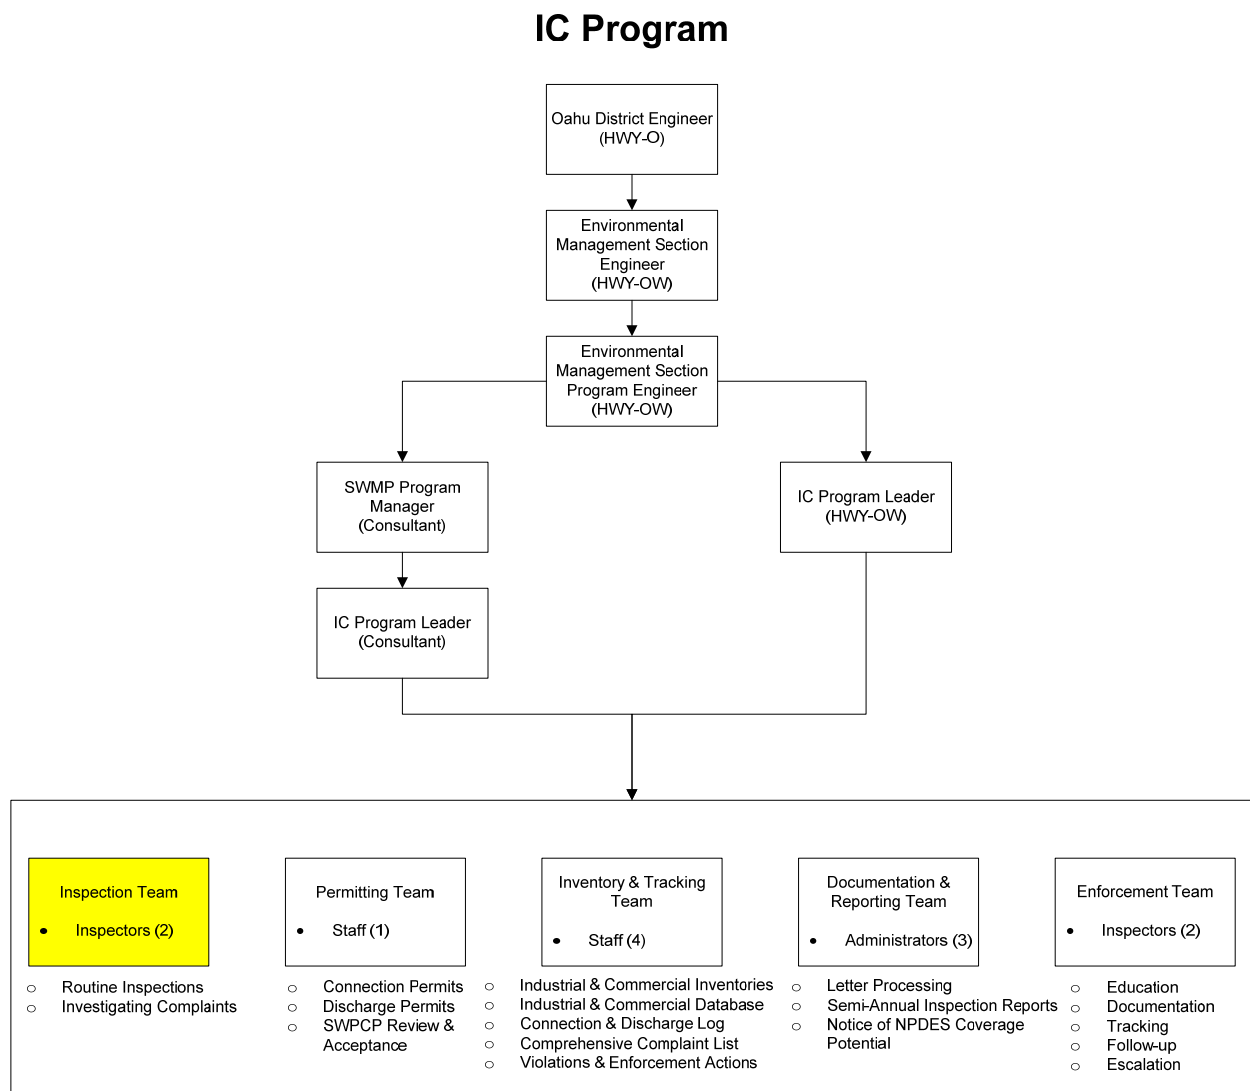 IC Program
Oahu District Engineer
(HWY-O)
Environmental
Management Section
Engineer
(HWY-OW)
Environmental
Management Section
Program Engineer
(HWY-OW)
SWMP Program
Manager
(Consultant)
IC Program Leader
(HWY-OW)
IC Program Leader
(Consultant)
Inspection Team
• Inspectors (2)
○ Routine Inspections
○ Investigating Complaints
Permitting Team
• Staff (1)
○ Connection Permits
○ Discharge Permits
○ SWPCP Review &
Acceptance
Inventory & Tracking
Team
• Staff (4)
○ Industrial & Commercial Inventories
○ Industrial & Commercial Database
○ Connection & Discharge Log
○ Comprehensive Complaint List
○ Violations & Enforcement Actions
Documentation &
Reporting Team
• Administrators (3)
○ Letter Processing
○ Semi-Annual Inspection Reports
○ Notice of NPDES Coverage
Potential
Enforcement Team
• Inspectors (2)
○ Education
○ Documentation
○ Tracking
○ Follow-up
○ Escalation